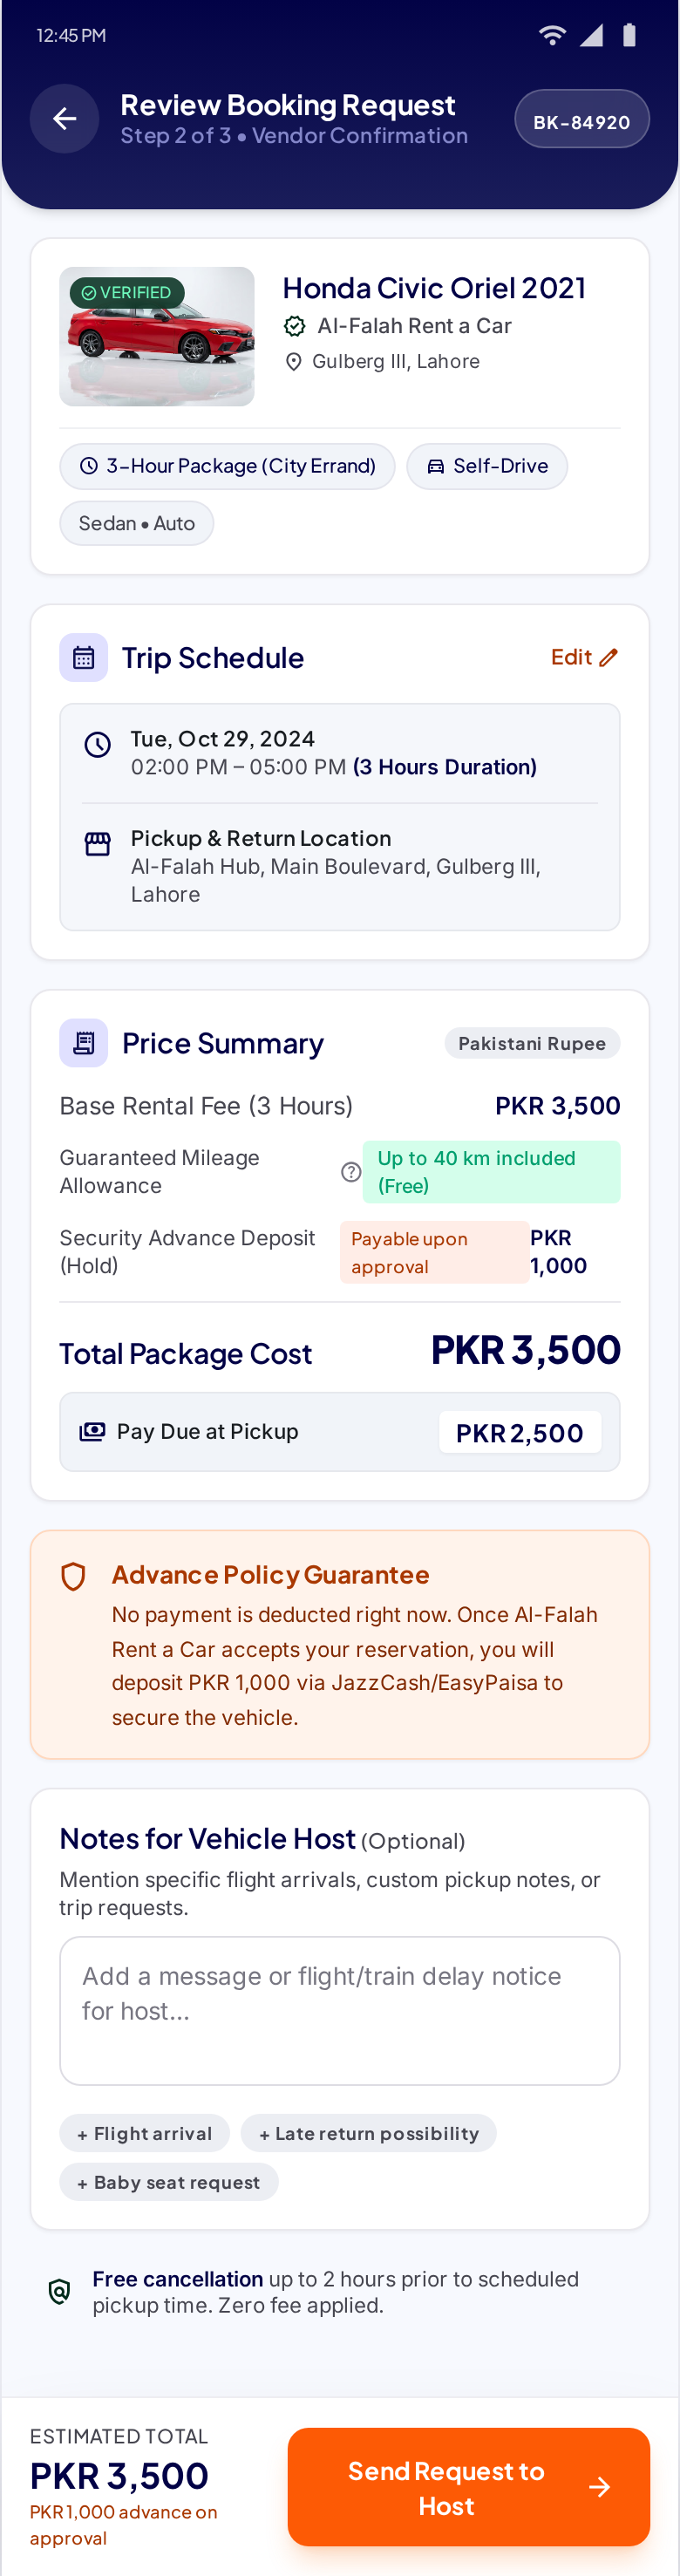 12:45 PM
Review Booking Request
Step 2 of 3 • Vendor Confirmation
BK-84920
VERIFIED
Honda Civic Oriel 2021
Al-Falah Rent a Car
Gulberg III, Lahore
3-Hour Package (City Errand)
Self-Drive
Sedan • Auto
Trip Schedule
Edit
Tue, Oct 29, 2024
02:00 PM – 05:00 PM (3 Hours Duration)
Pickup & Return Location
Al-Falah Hub, Main Boulevard, Gulberg III,
Lahore
Price Summary
Pakistani Rupee
Base Rental Fee (3 Hours)
PKR 3,500
Guaranteed Mileage
Allowance
Up to 40 km included
(Free)
Security Advance Deposit
(Hold)
Payable upon
approval
PKR
1,000
Total Package Cost
PKR 3,500
Pay Due at Pickup
PKR 2,500
Advance Policy Guarantee
No payment is deducted right now. Once Al-Falah
Rent a Car accepts your reservation, you will
deposit PKR 1,000 via JazzCash/EasyPaisa to
secure the vehicle.
Notes for Vehicle Host (Optional)
Mention specific flight arrivals, custom pickup notes, or
trip requests.
Add a message or flight/train delay notice
for host...
+ Flight arrival
+ Late return possibility
+ Baby seat request
Free cancellation up to 2 hours prior to scheduled
pickup time. Zero fee applied.
ESTIMATED TOTAL
PKR 3,500
PKR 1,000 advance on
approval
Send Request to
Host